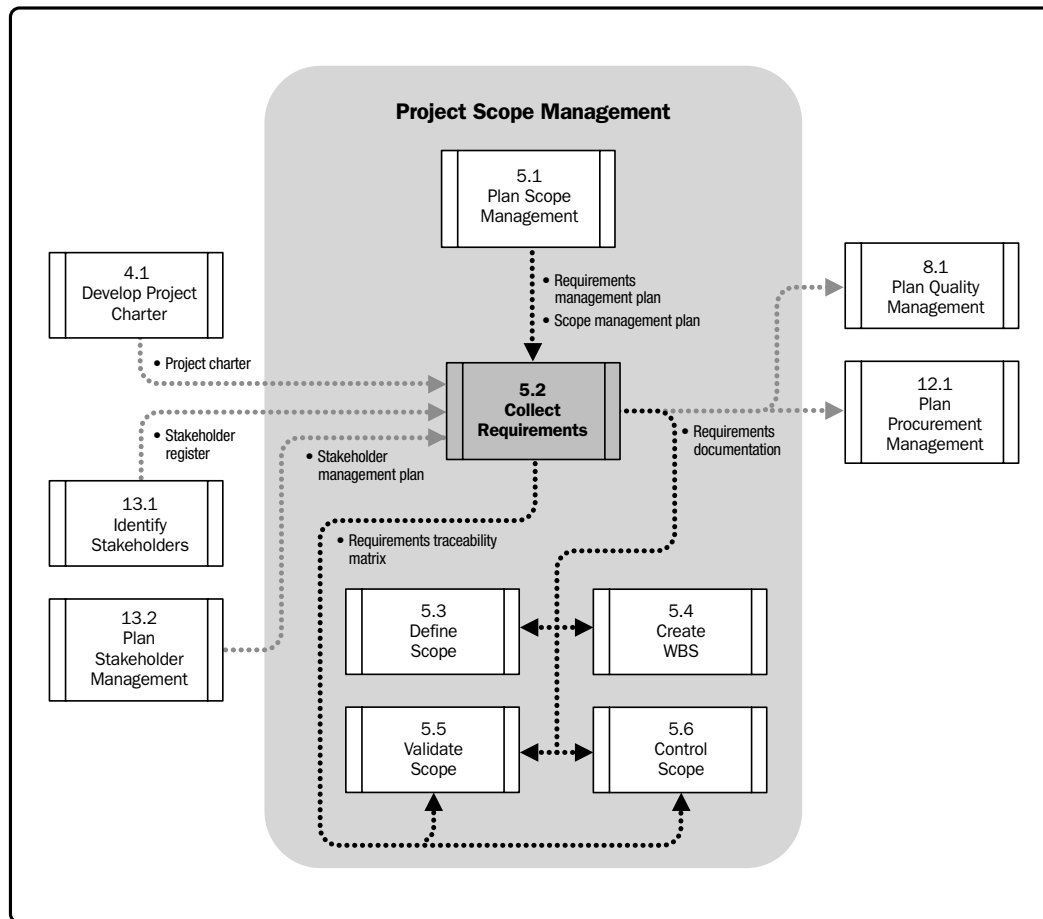 Project Scope Management
5.1
Plan Scope
Management
4.1
Develop Project
Charter
• Requirements
management plan
• Scope management plan
8.1
Plan Quality
Management
• Project charter
5.2
Collect
Requirements
12.1
Plan
Procurement
Management
• Stakeholder
register
• Stakeholder
management plan
• Requirements
documentation
13.1
Identify
Stakeholders
• Requirements traceability
matrix
13.2
Plan
Stakeholder
Management
5.3
Define
Scope
5.4
Create
WBS
5.5
Validate
Scope
5.6
Control
Scope